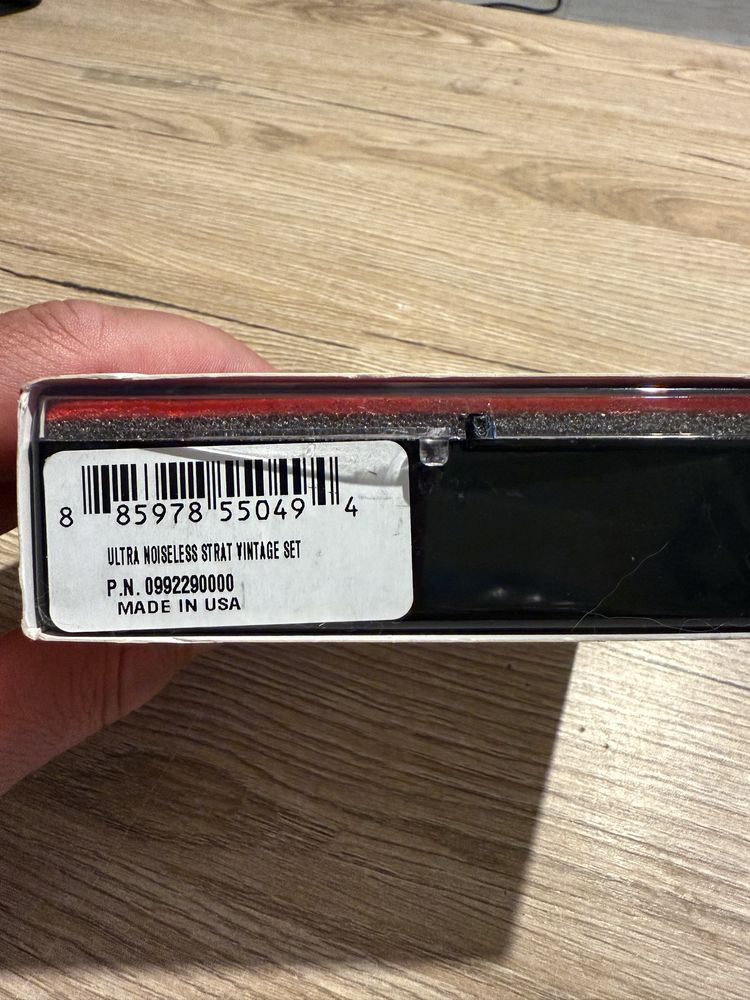 8 85978 55049 4
ULTRA NOISELESS STRAT VINTAGE SET
P.N. 0992290000
MADE IN USA